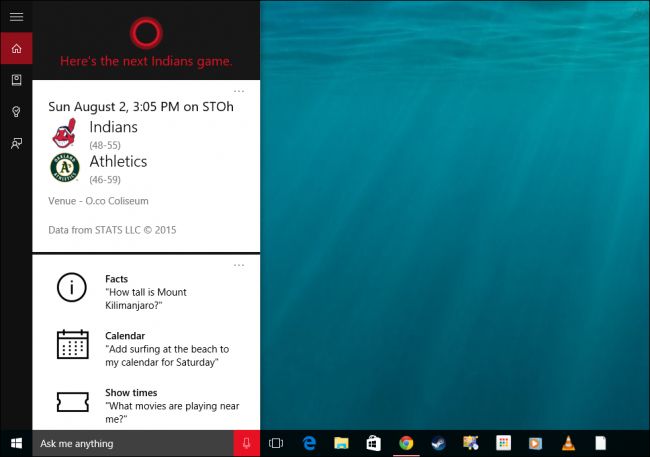 Here's the next Indians game.
Sun August 2, 3:05 PM on STOh
Indians
(48-55)
Athletics
(46-59)
Venue - O.co Coliseum
Data from STATS LLC © 2015
Facts
"How tall is Mount
Kilimanjaro?"
Calendar
"Add surfing at the beach to
my calendar for Saturday"
Show times
"What movies are playing near
me?"
Ask me anything